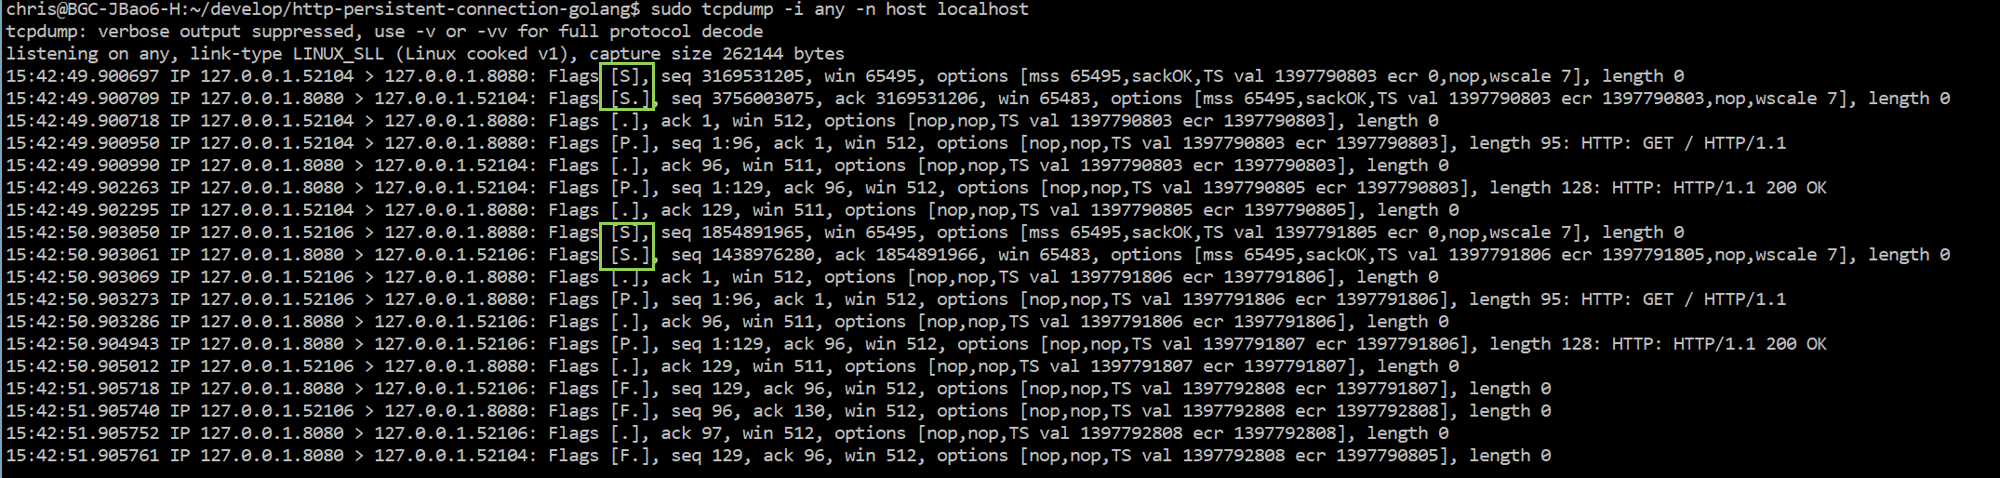 chris@BGC-JBao6-H:~/develop/http-persistent-connection-golang$ sudo tcpdump -i any -n host localhost
tcpdump: verbose output suppressed, use -v or -vv for full protocol decode
listening on any, link-type LINUX_SLL (Linux cooked v1), capture size 262144 bytes
15:42:49.900697 IP 127.0.0.1.52104 > 127.0.0.1.8080: Flags [S], seq 3169531205, win 65495, options [mss 65495,sackOK,TS val 1397790803 ecr 0,nop,wscale 7], length 0
15:42:49.900709 IP 127.0.0.1.8080 > 127.0.0.1.52104: Flags [S.], seq 3756003075, ack 3169531206, win 65483, options [mss 65495,sackOK,TS val 1397790803 ecr 1397790803,nop,wscale 7], length 0
15:42:49.900718 IP 127.0.0.1.52104 > 127.0.0.1.8080: Flags [.], ack 1, win 512, options [nop,nop,TS val 1397790803 ecr 1397790803], length 0
15:42:49.900950 IP 127.0.0.1.52104 > 127.0.0.1.8080: Flags [P.], seq 1:96, ack 1, win 512, options [nop,nop,TS val 1397790803 ecr 1397790803], length 95: HTTP: GET / HTTP/1.1
15:42:49.900990 IP 127.0.0.1.8080 > 127.0.0.1.52104: Flags [.], ack 96, win 511, options [nop,nop,TS val 1397790803 ecr 1397790803], length 0
15:42:49.902263 IP 127.0.0.1.8080 > 127.0.0.1.52104: Flags [P.], seq 1:129, ack 96, win 512, options [nop,nop,TS val 1397790805 ecr 1397790803], length 128: HTTP: HTTP/1.1 200 OK
15:42:49.902295 IP 127.0.0.1.52104 > 127.0.0.1.8080: Flags [.], ack 129, win 511, options [nop,nop,TS val 1397790805 ecr 1397790805], length 0
15:42:50.903050 IP 127.0.0.1.52106 > 127.0.0.1.8080: Flags [S], seq 1854891965, win 65495, options [mss 65495,sackOK,TS val 1397791805 ecr 0,nop,wscale 7], length 0
15:42:50.903061 IP 127.0.0.1.8080 > 127.0.0.1.52106: Flags [S.], seq 1438976280, ack 1854891966, win 65483, options [mss 65495,sackOK,TS val 1397791806 ecr 1397791805,nop,wscale 7], length 0
15:42:50.903069 IP 127.0.0.1.52106 > 127.0.0.1.8080: Flags [.], ack 1, win 512, options [nop,nop,TS val 1397791806 ecr 1397791806], length 0
15:42:50.903273 IP 127.0.0.1.52106 > 127.0.0.1.8080: Flags [P.], seq 1:96, ack 1, win 512, options [nop,nop,TS val 1397791806 ecr 1397791806], length 95: HTTP: GET / HTTP/1.1
15:42:50.903286 IP 127.0.0.1.8080 > 127.0.0.1.52106: Flags [.], ack 96, win 511, options [nop,nop,TS val 1397791806 ecr 1397791806], length 0
15:42:50.904943 IP 127.0.0.1.8080 > 127.0.0.1.52106: Flags [P.], seq 1:129, ack 96, win 512, options [nop,nop,TS val 1397791807 ecr 1397791806], length 128: HTTP: HTTP/1.1 200 OK
15:42:50.905012 IP 127.0.0.1.52106 > 127.0.0.1.8080: Flags [.], ack 129, win 511, options [nop,nop,TS val 1397791807 ecr 1397791807], length 0
15:42:51.905718 IP 127.0.0.1.8080 > 127.0.0.1.52106: Flags [F.], seq 129, ack 96, win 512, options [nop,nop,TS val 1397792808 ecr 1397791807], length 0
15:42:51.905740 IP 127.0.0.1.52106 > 127.0.0.1.8080: Flags [F.], seq 96, ack 130, win 512, options [nop,nop,TS val 1397792808 ecr 1397792808], length 0
15:42:51.905752 IP 127.0.0.1.8080 > 127.0.0.1.52106: Flags [.], ack 97, win 512, options [nop,nop,TS val 1397792808 ecr 1397792808], length 0
15:42:51.905761 IP 127.0.0.1.8080 > 127.0.0.1.52104: Flags [F.], seq 129, ack 96, win 512, options [nop,nop,TS val 1397792808 ecr 1397790805], length 0